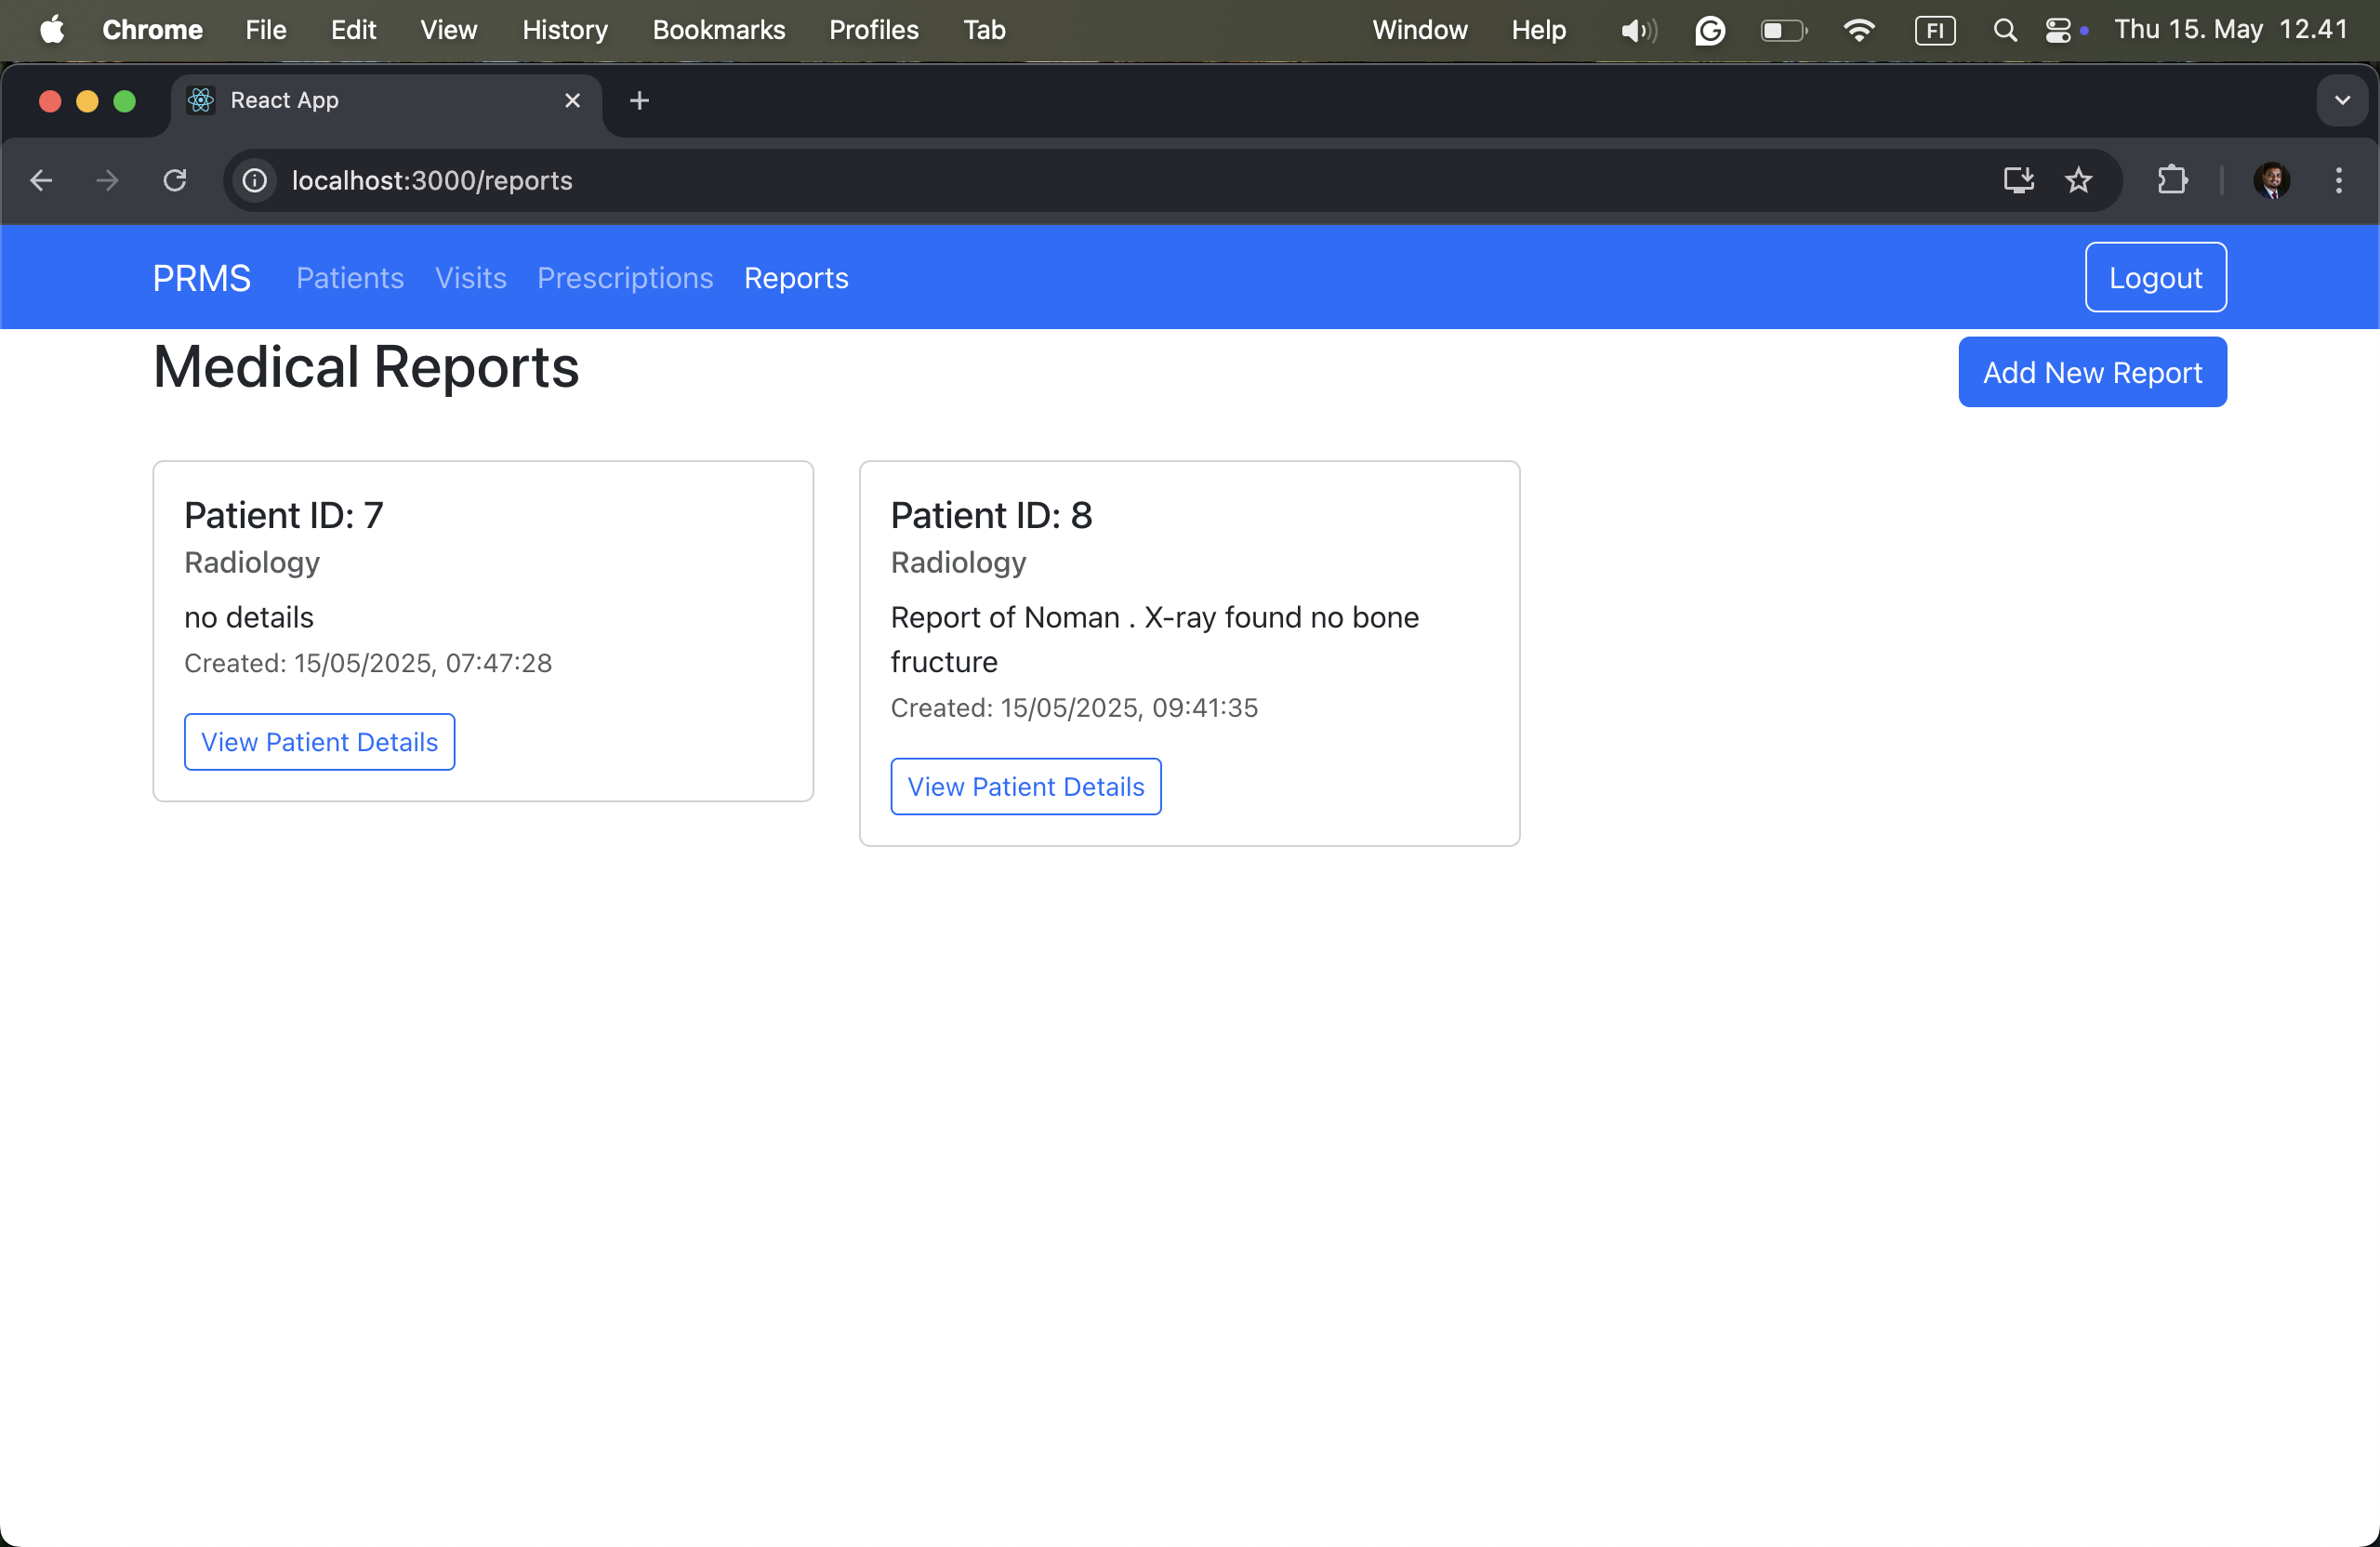 Chrome File Edit View History Bookmarks Profiles Tab Window Help FI Thu 15. May 12.41
React App
localhost:3000/reports
PRMS Patients Visits Prescriptions Reports Logout
Medical Reports Add New Report
Patient ID: 7
Radiology
no details
Created: 15/05/2025, 07:47:28
View Patient Details
Patient ID: 8
Radiology
Report of Noman . X-ray found no bone
fructure
Created: 15/05/2025, 09:41:35
View Patient Details